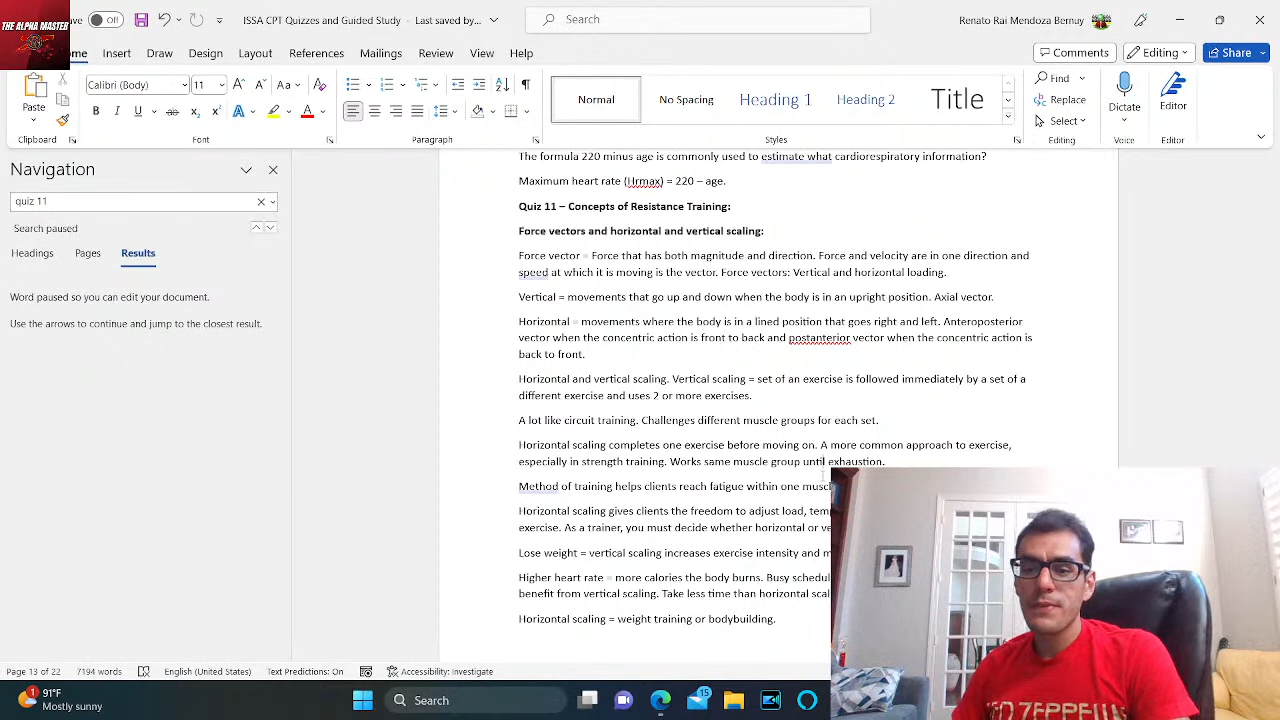 THE ALPHA MASTER
ve Off ISSA CPT Quizzes and Guided Study - Last saved by... Search Renato Rai Mendoza Bernuy
ome Insert Draw Design Layout References Mailings Review View Help Comments Editing Share
Paste Calibri (Body) 11 Normal No Spacing Heading 1 Heading 2 Title Find Replace Select Dictate Editor
Clipboard Font Paragraph Styles Editing Voice Editor
Navigation
quiz 11
Search paused
Headings Pages Results
Word paused so you can edit your document.
Use the arrows to continue and jump to the closest result.
The formula 220 minus age is commonly used to estimate what cardiorespiratory information?
Maximum heart rate (Hrmax) = 220 – age.
Quiz 11 – Concepts of Resistance Training:
Force vectors and horizontal and vertical scaling:
Force vector = Force that has both magnitude and direction. Force and velocity are in one direction and
speed at which it is moving is the vector. Force vectors: Vertical and horizontal loading.
Vertical = movements that go up and down when the body is in an upright position. Axial vector.
Horizontal = movements where the body is in a lined position that goes right and left. Anteroposterior
vector when the concentric action is front to back and postanterior vector when the concentric action is
back to front.
Horizontal and vertical scaling. Vertical scaling = set of an exercise is followed immediately by a set of a
different exercise and uses 2 or more exercises.
A lot like circuit training. Challenges different muscle groups for each set.
Horizontal scaling completes one exercise before moving on. A more common approach to exercise,
especially in strength training. Works same muscle group until exhaustion.
Method of training helps clients reach fatigue within one musc
Horizontal scaling gives clients the freedom to adjust load, tem
exercise. As a trainer, you must decide whether horizontal or ve
Lose weight = vertical scaling increases exercise intensity and m
Higher heart rate = more calories the body burns. Busy schedul
benefit from vertical scaling. Take less time than horizontal scal
Horizontal scaling = weight training or bodybuilding.
Page 13 of 22 7194 words English (United States) Text Predictions: On Accessibility: Investigate
91°F
Mostly sunny
Search
15